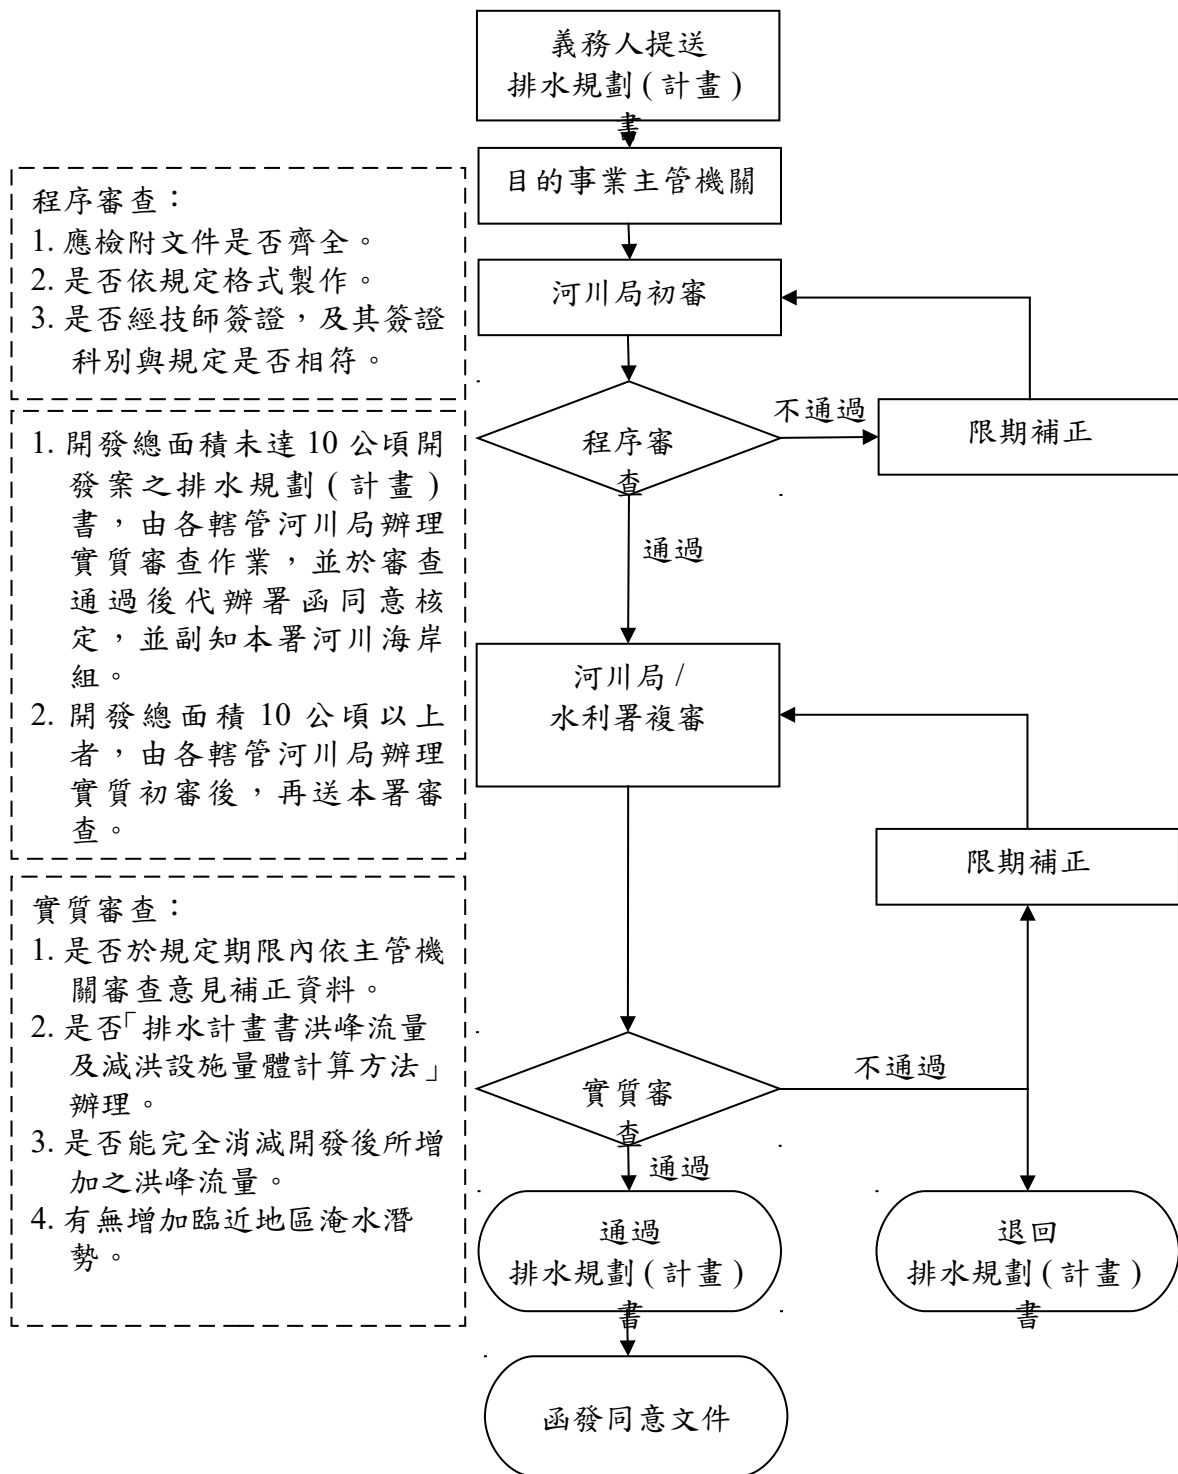 義務人提送
排水規劃(計畫)
書
目的事業主管機關
程序審查：
1. 應檢附文件是否齊全。
2. 是否依規定格式製作。
3. 是否經技師簽證，及其簽證
科別與規定是否相符。
河川局初審
不通過
限期補正
程序審
查
通過
1. 開發總面積未達 10 公頃開
發案之排水規劃(計畫)
書，由各轄管河川局辦理
實質審查作業，並於審查
通過後代辦署函同意核
定，並副知本署河川海岸
組。
2. 開發總面積 10 公頃以上
者，由各轄管河川局辦理
實質初審後，再送本署審
查。
河川局/
水利署複審
限期補正
實質審查：
1. 是否於規定期限內依主管機
關審查意見補正資料。
2. 是否「排水計畫書洪峰流量
及減洪設施量體計算方法」
辦理。
3. 是否能完全消減開發後所增
加之洪峰流量。
4. 有無增加臨近地區淹水潛
勢。
不通過
實質審
查
通過
通過
排水規劃(計畫)
書
退回
排水規劃(計畫)
書
函發同意文件